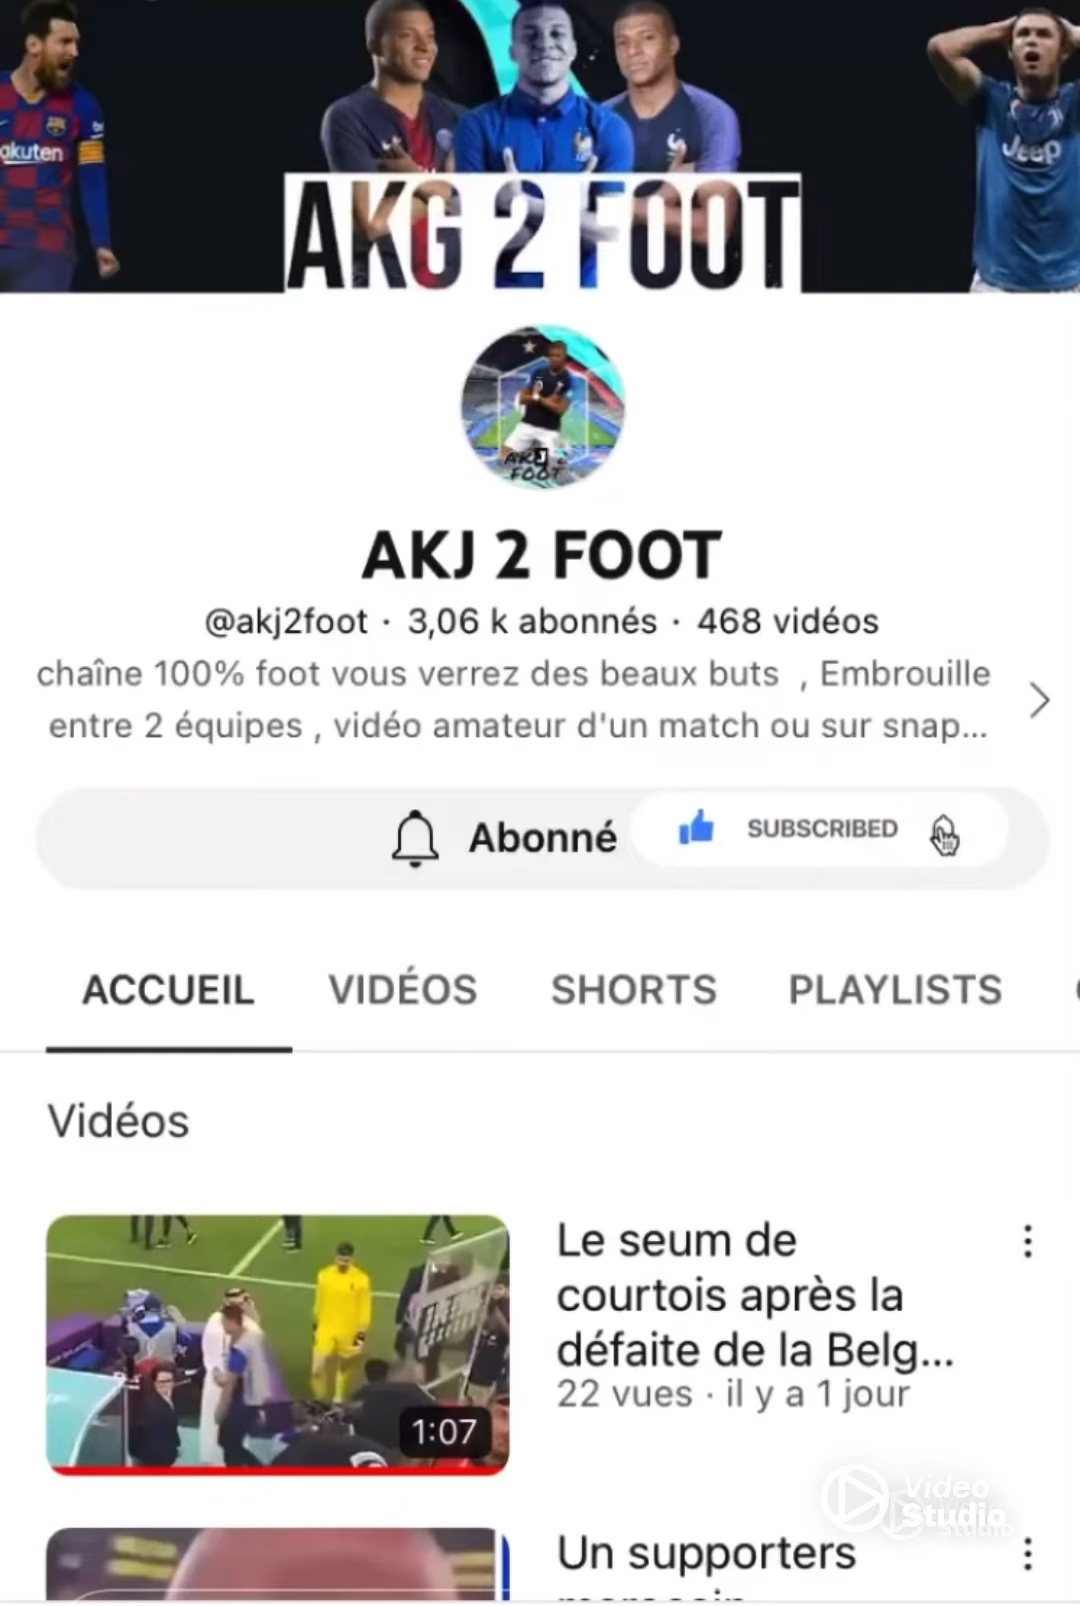 akuten
Jeep
AKG 2 FOOT
FOOT
AKJ 2 FOOT
@akj2foot · 3,06 k abonnés · 468 vidéos
chaîne 100% foot vous verrez des beaux buts , Embrouille
entre 2 équipes , vidéo amateur d'un match ou sur snap...
Abonné
SUBSCRIBED
ACCUEIL VIDÉOS SHORTS PLAYLISTS
Vidéos
Le seum de
courtois après la
défaite de la Belg...
22 vues · il y a 1 jour
1:07
Video
Studio
Un supporters